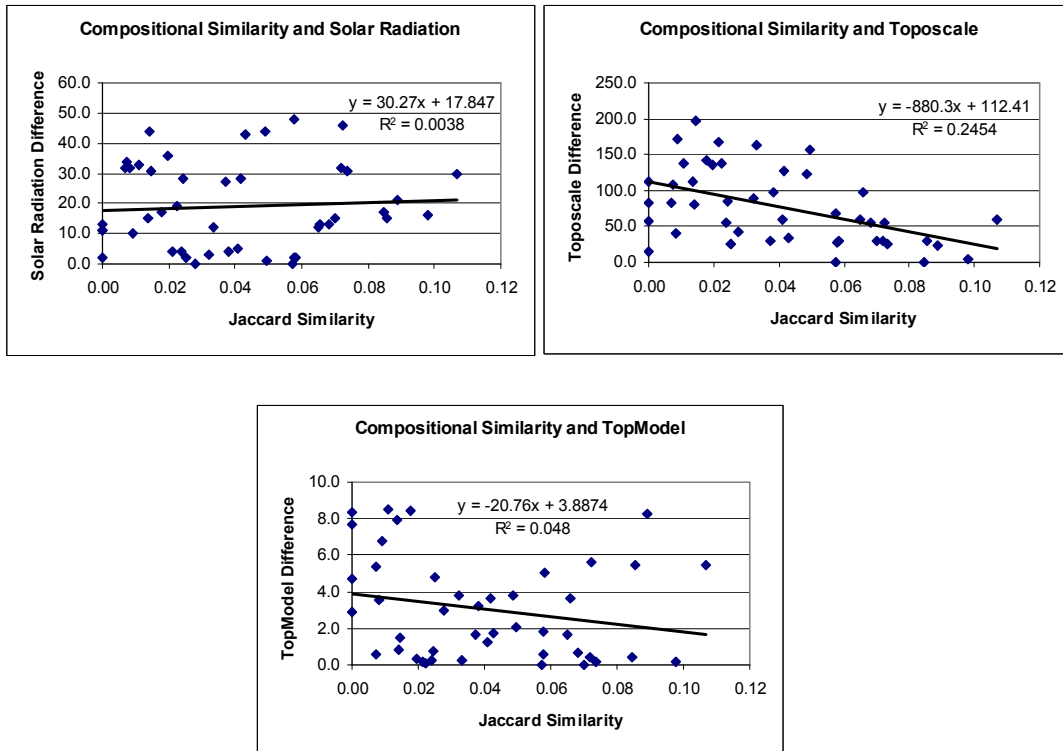 Compositional Similarity and Solar Radiation
y = 30.27x + 17.847
R² = 0.0038
60.0
50.0
40.0
30.0
20.0
10.0
0.0
0.00 0.02 0.04 0.06 0.08 0.10 0.12
Solar Radiation Difference
Jaccard Similarity
Compositional Similarity and Toposcale
y = -880.3x + 112.41
R² = 0.2454
250.0
200.0
150.0
100.0
50.0
0.0
0.00 0.02 0.04 0.06 0.08 0.10 0.12
Toposcale Difference
Jaccard Similarity
Compositional Similarity and TopModel
y = -20.76x + 3.8874
R² = 0.048
10.0
8.0
6.0
4.0
2.0
0.0
0.00 0.02 0.04 0.06 0.08 0.10 0.12
TopModel Difference
Jaccard Similarity